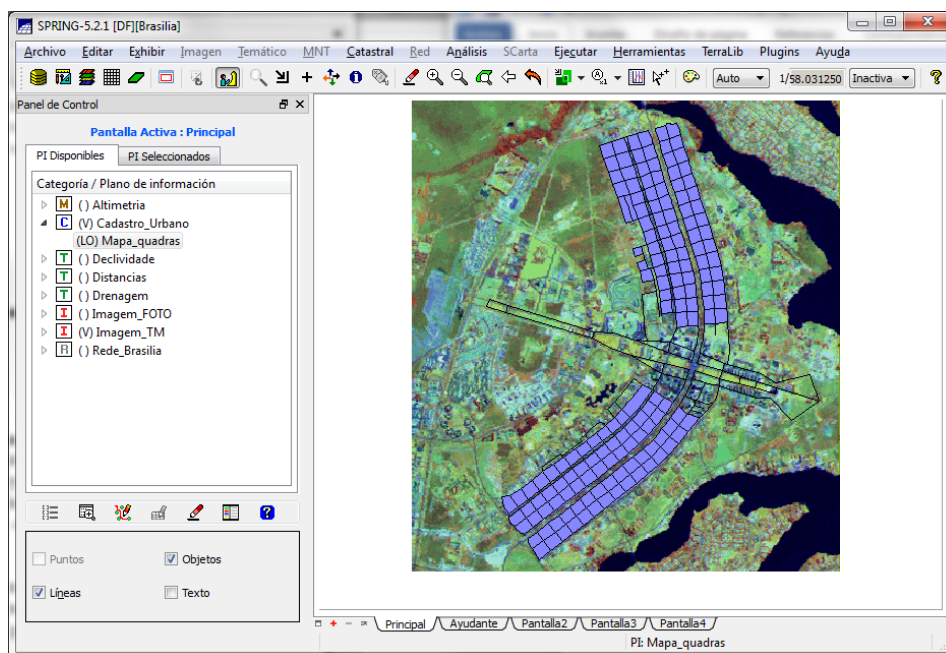 SPRING-5.2.1 [DF][Brasilia]
Archivo Editar Exhibir Imagen Temático MNT Catastral Red Análisis SCarta Ejecutar Herramientas TerraLib Plugins Ayuda
Auto 1/58.031250 Inactiva
Panel de Control
Pantalla Activa : Principal
PI Disponibles PI Seleccionados
Categoría / Plano de información
M () Altimetria
C (V) Cadastro_Urbano
(LO) Mapa_quadras
T () Declividade
T () Distancias
T () Drenagem
I () Imagem_FOTO
I (V) Imagem_TM
R () Rede_Brasilia
Puntos Objetos
Líneas Texto
Principal Ayudante Pantalla2 Pantalla3 Pantalla4
PI: Mapa_quadras